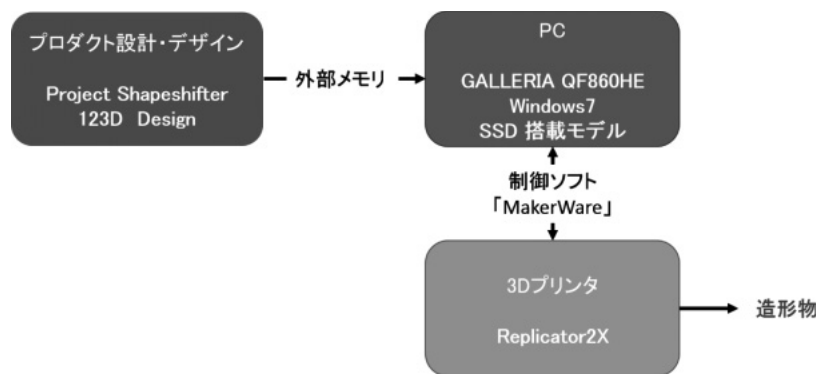 プロダクト設計・デザイン
Project Shapeshifter
123D Design
外部メモリ
PC
GALLERIA QF860HE
Windows7
SSD 搭載モデル
制御ソフト
「MakerWare」
3Dプリンタ
Replicator2X
造形物